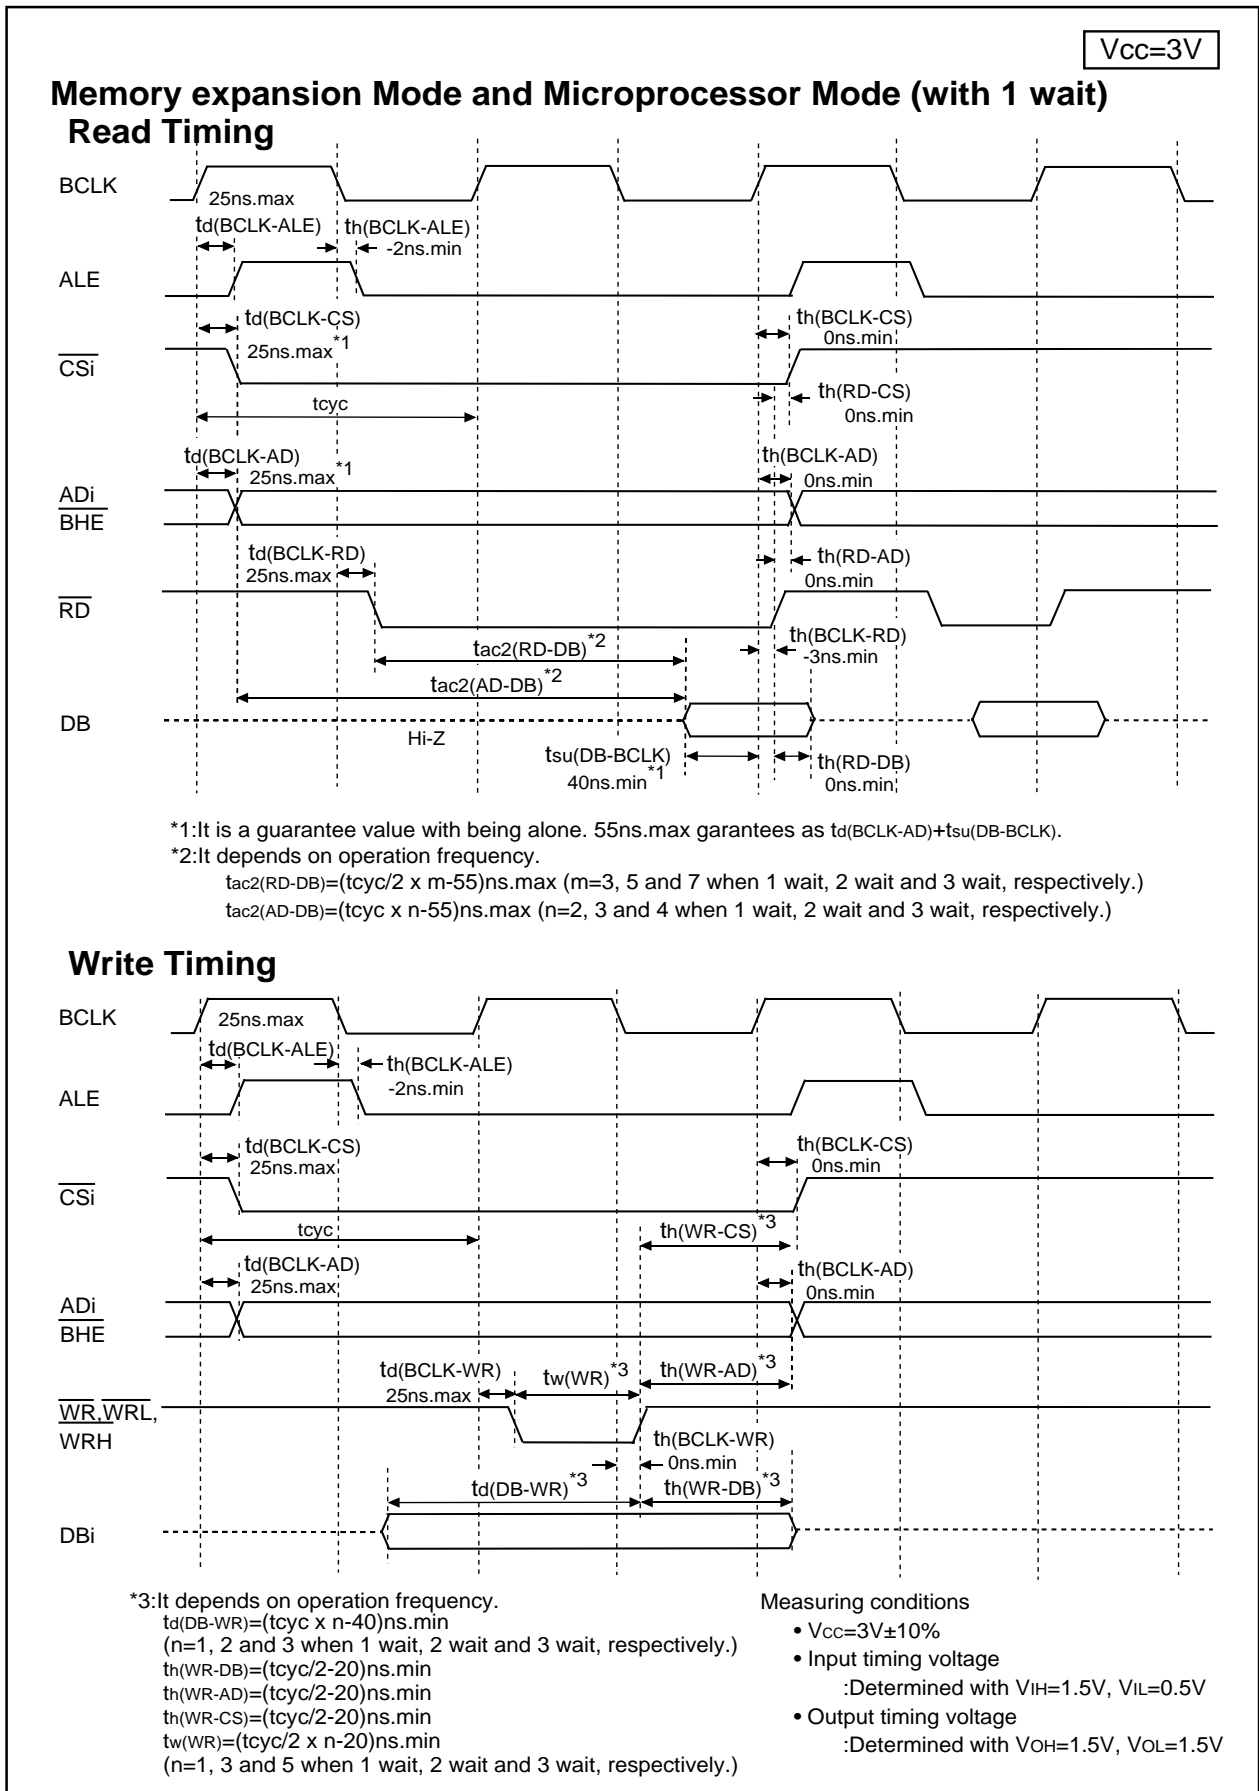 Vcc=3V
Memory expansion Mode and Microprocessor Mode (with 1 wait)
Read Timing
BCLK
25ns.max
td(BCLK-ALE)
th(BCLK-ALE)
-2ns.min
ALE
td(BCLK-CS)
25ns.max*1
th(BCLK-CS)
0ns.min
CSi
tcyc
th(RD-CS)
0ns.min
td(BCLK-AD)
25ns.max*1
th(BCLK-AD)
0ns.min
ADi
BHE
td(BCLK-RD)
25ns.max
th(RD-AD)
0ns.min
RD
tac2(RD-DB)*2
th(BCLK-RD)
-3ns.min
tac2(AD-DB)*2
DB
Hi-Z
tsu(DB-BCLK)
40ns.min*1
th(RD-DB)
0ns.min
*1:It is a guarantee value with being alone. 55ns.max garantees as td(BCLK-AD)+tsu(DB-BCLK).
*2:It depends on operation frequency.
tac2(RD-DB)=(tcyc/2 x m-55)ns.max (m=3, 5 and 7 when 1 wait, 2 wait and 3 wait, respectively.)
tac2(AD-DB)=(tcyc x n-55)ns.max (n=2, 3 and 4 when 1 wait, 2 wait and 3 wait, respectively.)
Write Timing
BCLK
25ns.max
td(BCLK-ALE)
th(BCLK-ALE)
-2ns.min
ALE
td(BCLK-CS)
25ns.max
th(BCLK-CS)
0ns.min
CSi
tcyc
th(WR-CS)*3
td(BCLK-AD)
25ns.max
th(BCLK-AD)
0ns.min
ADi
BHE
td(BCLK-WR)
25ns.max
tw(WR)*3
th(WR-AD)*3
WR,WRL,
WRH
th(BCLK-WR)
0ns.min
td(DB-WR)*3
th(WR-DB)*3
DBi
*3:It depends on operation frequency.
td(DB-WR)=(tcyc x n-40)ns.min
(n=1, 2 and 3 when 1 wait, 2 wait and 3 wait, respectively.)
th(WR-DB)=(tcyc/2-20)ns.min
th(WR-AD)=(tcyc/2-20)ns.min
th(WR-CS)=(tcyc/2-20)ns.min
tw(WR)=(tcyc/2 x n-20)ns.min
(n=1, 3 and 5 when 1 wait, 2 wait and 3 wait, respectively.)
Measuring conditions
• VCC=3V±10%
• Input timing voltage
:Determined with VIH=1.5V, VIL=0.5V
• Output timing voltage
:Determined with VOH=1.5V, VOL=1.5V